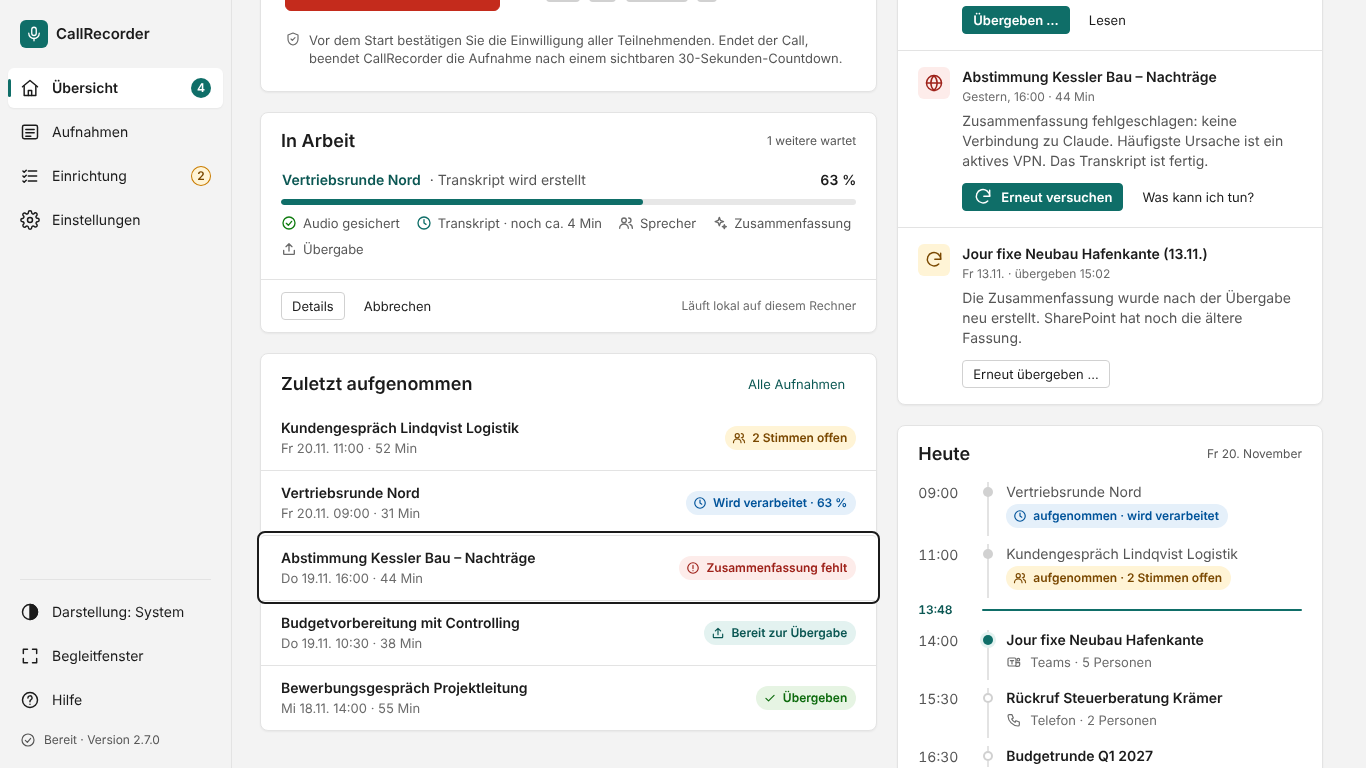 CallRecorder
Übersicht 4
Aufnahmen
Einrichtung 2
Einstellungen
Darstellung: System
Begleitfenster
Hilfe
Bereit · Version 2.7.0
Vor dem Start bestätigen Sie die Einwilligung aller Teilnehmenden. Endet der Call,
beendet CallRecorder die Aufnahme nach einem sichtbaren 30-Sekunden-Countdown.
In Arbeit 1 weitere wartet
Vertriebsrunde Nord · Transkript wird erstellt 63 %
Audio gesichert Transkript · noch ca. 4 Min Sprecher Zusammenfassung
Übergabe
Details Abbrechen Läuft lokal auf diesem Rechner
Zuletzt aufgenommen Alle Aufnahmen
Kundengespräch Lindqvist Logistik
Fr 20.11. 11:00 · 52 Min
2 Stimmen offen
Vertriebsrunde Nord
Fr 20.11. 09:00 · 31 Min
Wird verarbeitet · 63 %
Abstimmung Kessler Bau – Nachträge
Do 19.11. 16:00 · 44 Min
Zusammenfassung fehlt
Budgetvorbereitung mit Controlling
Do 19.11. 10:30 · 38 Min
Bereit zur Übergabe
Bewerbungsgespräch Projektleitung
Mi 18.11. 14:00 · 55 Min
Übergeben
Übergeben ... Lesen
Abstimmung Kessler Bau – Nachträge
Gestern, 16:00 · 44 Min
Zusammenfassung fehlgeschlagen: keine
Verbindung zu Claude. Häufigste Ursache ist ein
aktives VPN. Das Transkript ist fertig.
Erneut versuchen Was kann ich tun?
Jour fixe Neubau Hafenkante (13.11.)
Fr 13.11. · übergeben 15:02
Die Zusammenfassung wurde nach der Übergabe
neu erstellt. SharePoint hat noch die ältere
Fassung.
Erneut übergeben ...
Heute Fr 20. November
09:00 Vertriebsrunde Nord
aufgenommen · wird verarbeitet
11:00 Kundengespräch Lindqvist Logistik
aufgenommen · 2 Stimmen offen
13:48
14:00 Jour fixe Neubau Hafenkante
Teams · 5 Personen
15:30 Rückruf Steuerberatung Krämer
Telefon · 2 Personen
16:30 Budgetrunde Q1 2027